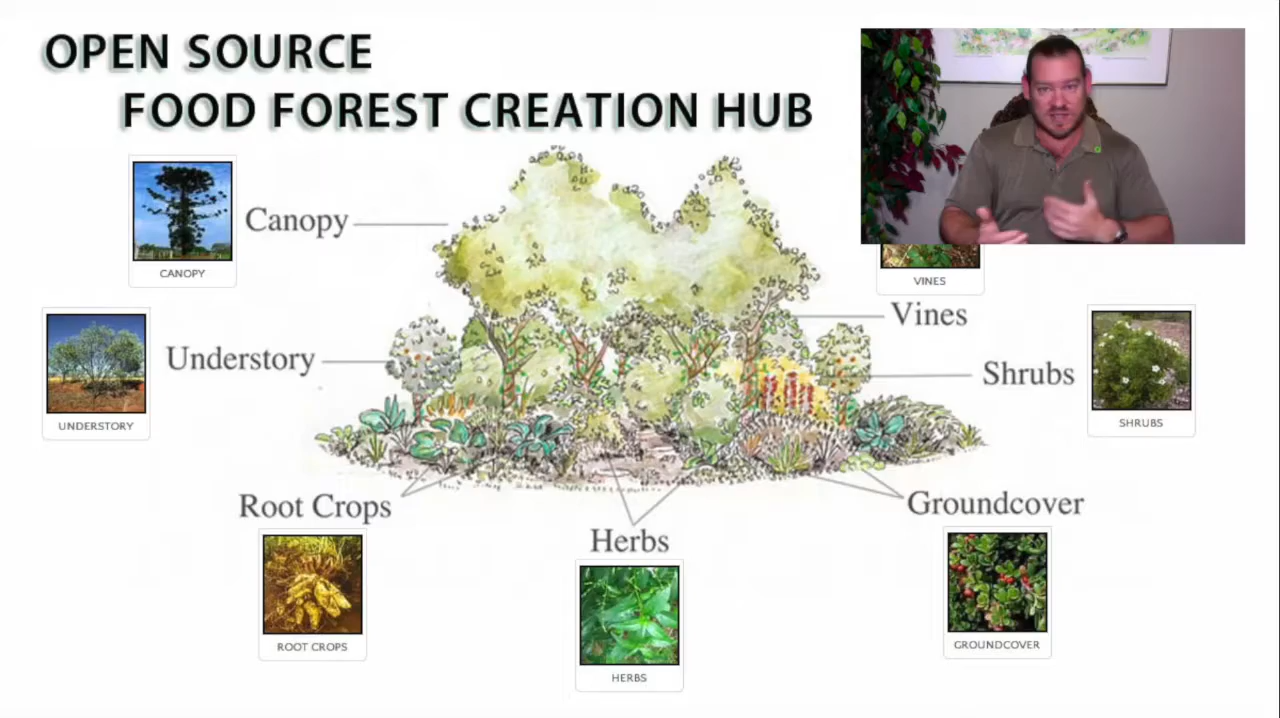 OPEN SOURCE
FOOD FOREST CREATION HUB
CANOPY
Canopy
VINES
Vines
UNDERSTORY
Understory
Shrubs
SHRUBS
Root Crops
Groundcover
Herbs
ROOT CROPS
HERBS
GROUNDCOVER